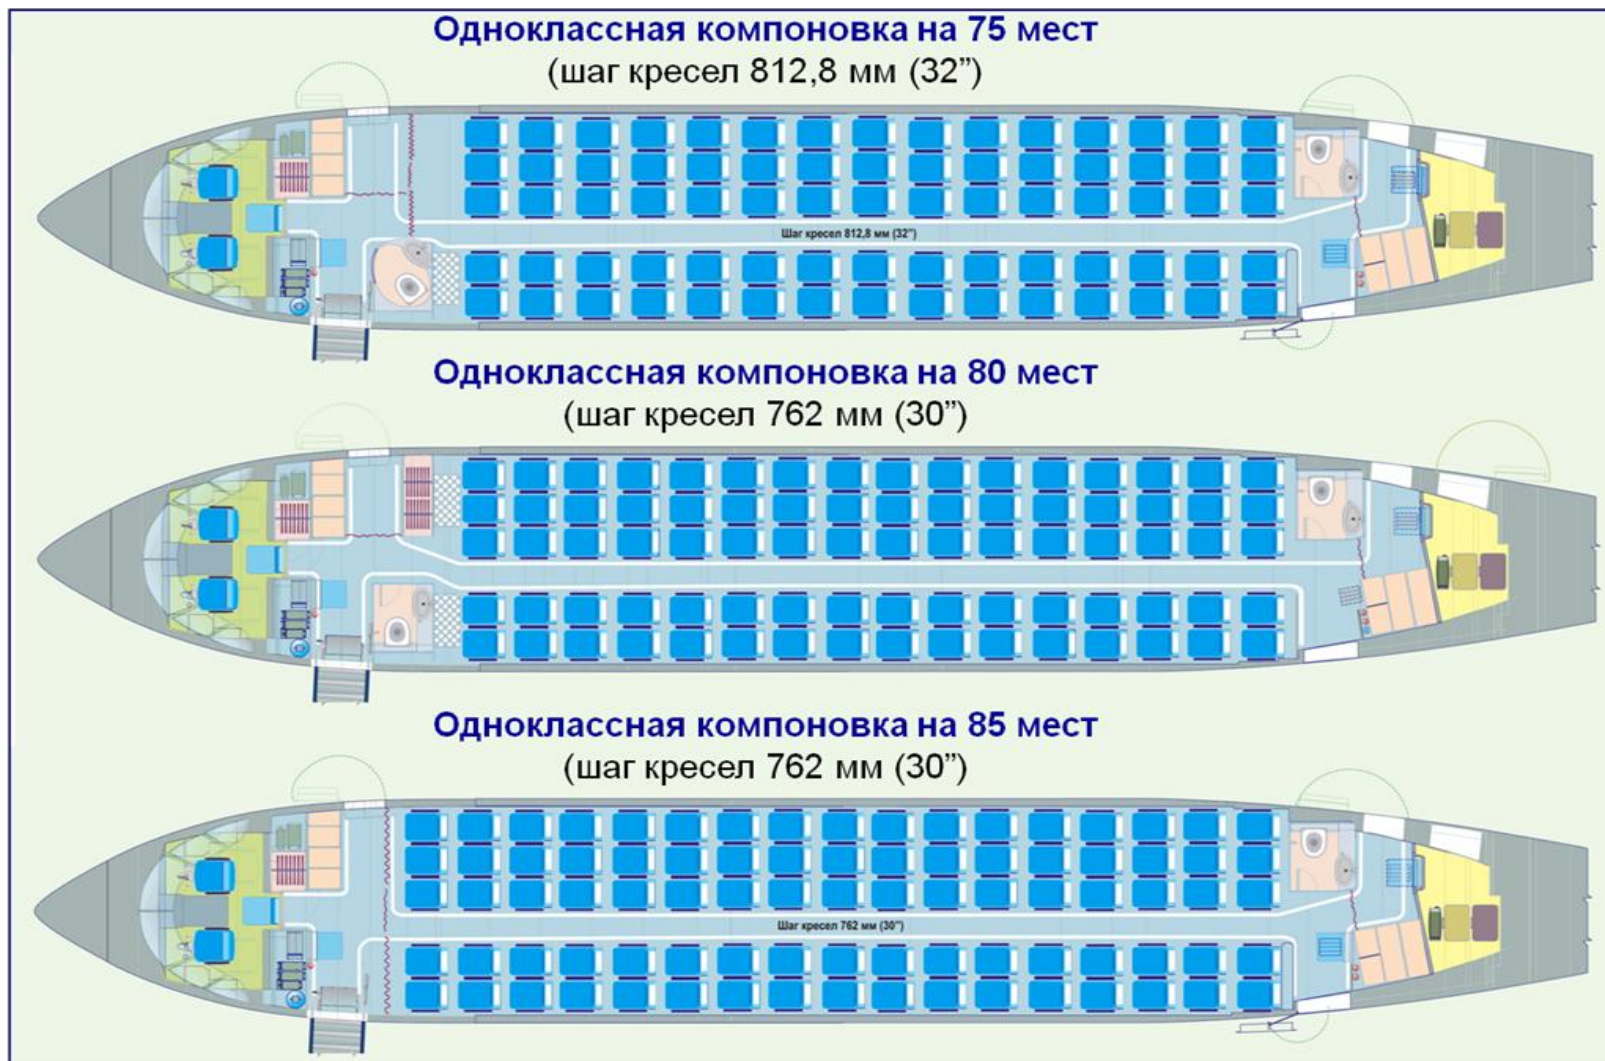 Одноклассная компоновка на 75 мест
(шаг кресел 812,8 мм (32”)
Шаг кресел 812,8 мм (32")
Одноклассная компоновка на 80 мест
(шаг кресел 762 мм (30”)
Одноклассная компоновка на 85 мест
(шаг кресел 762 мм (30”)
Шаг кресел 762 мм (30")